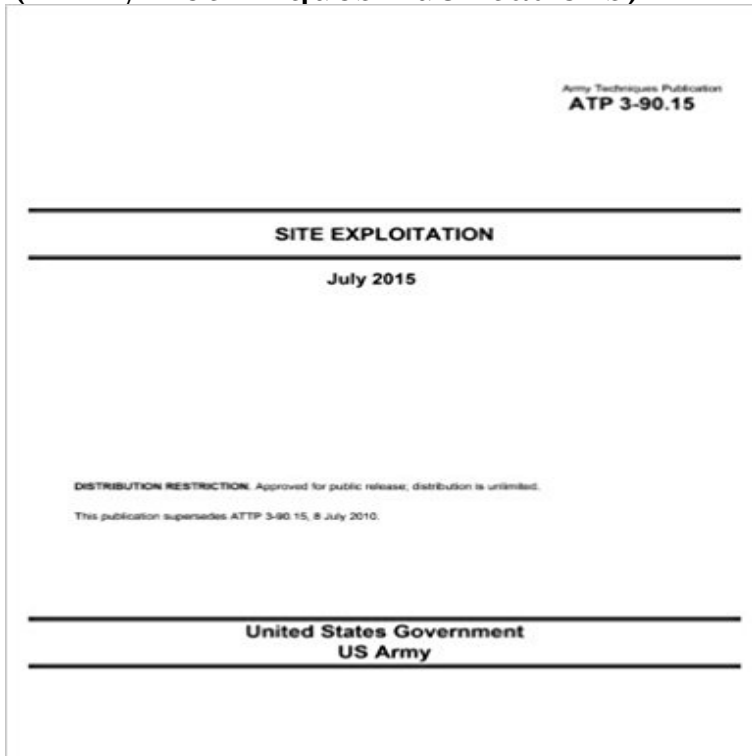 Army Techniques Publication
ATP 3-90.15
SITE EXPLOITATION
July 2015
DISTRIBUTION RESTRICTION. Approved for public release; distribution is unlimited.
This publication supersedes ATTP 3-90.15, 8 July 2010.
United States Government
US Army